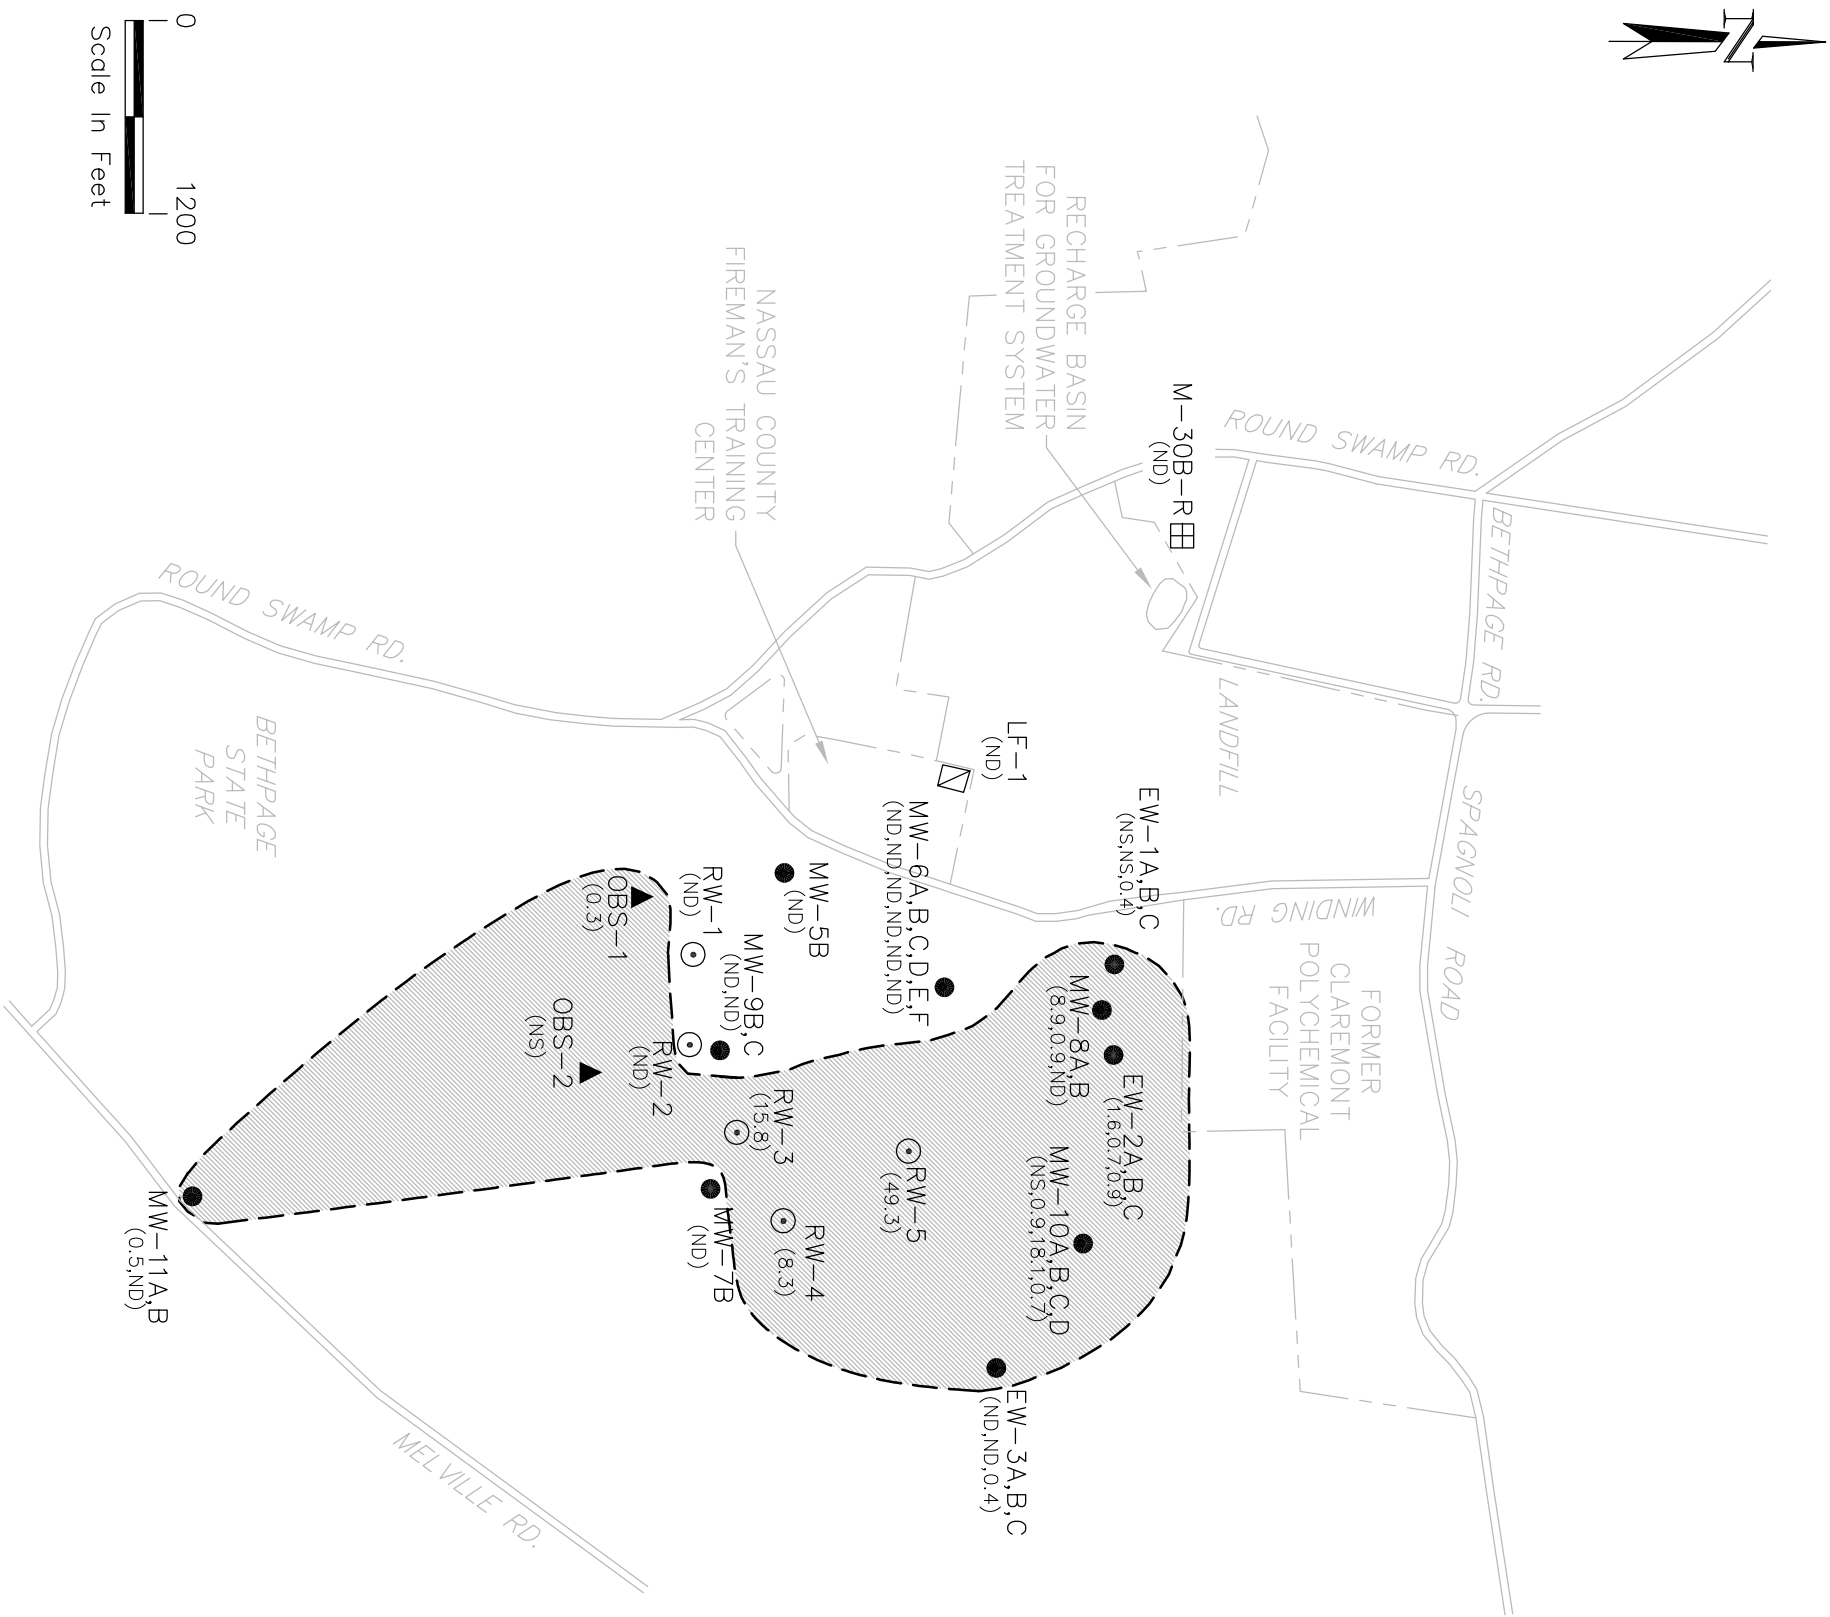 N
0 1200
Scale In Feet
ROUND SWAMP RD.
BETHPAGE RD.
SPAGNOLI ROAD
M-30B-R
(ND)
RECHARGE BASIN
FOR GROUNDWATER
TREATMENT SYSTEM
LANDFILL
NASSAU COUNTY
FIREMAN'S TRAINING
CENTER
LF-1
(ND)
WINDING RD.
FORMER
CLAREMONT
POLYCHEMICAL
FACILITY
EW-1A,B,C
(NS,NS,0.4)
MW-8A,B
(8.9,0.9,ND)
EW-2A,B,C
(1.6,0.7,0.9)
MW-10A,B,C,D
(NS,0.9,18.1,0.7)
EW-3A,B,C
(ND,ND,0.4)
MW-6A,B,C,D,E,F
(ND,ND,ND,ND,ND,ND)
RW-5
(49.3)
MW-5B
(ND)
RW-4
(8.3)
RW-3
(15.8)
MW-9B,C
(ND,ND)
RW-1
(ND)
RW-2
(ND)
MW-7B
(ND)
OBS-1
(0.3)
OBS-2
(NS)
ROUND SWAMP RD.
BETHPAGE
STATE
PARK
MW-11A,B
(0.5,ND)
MELVILLE RD.